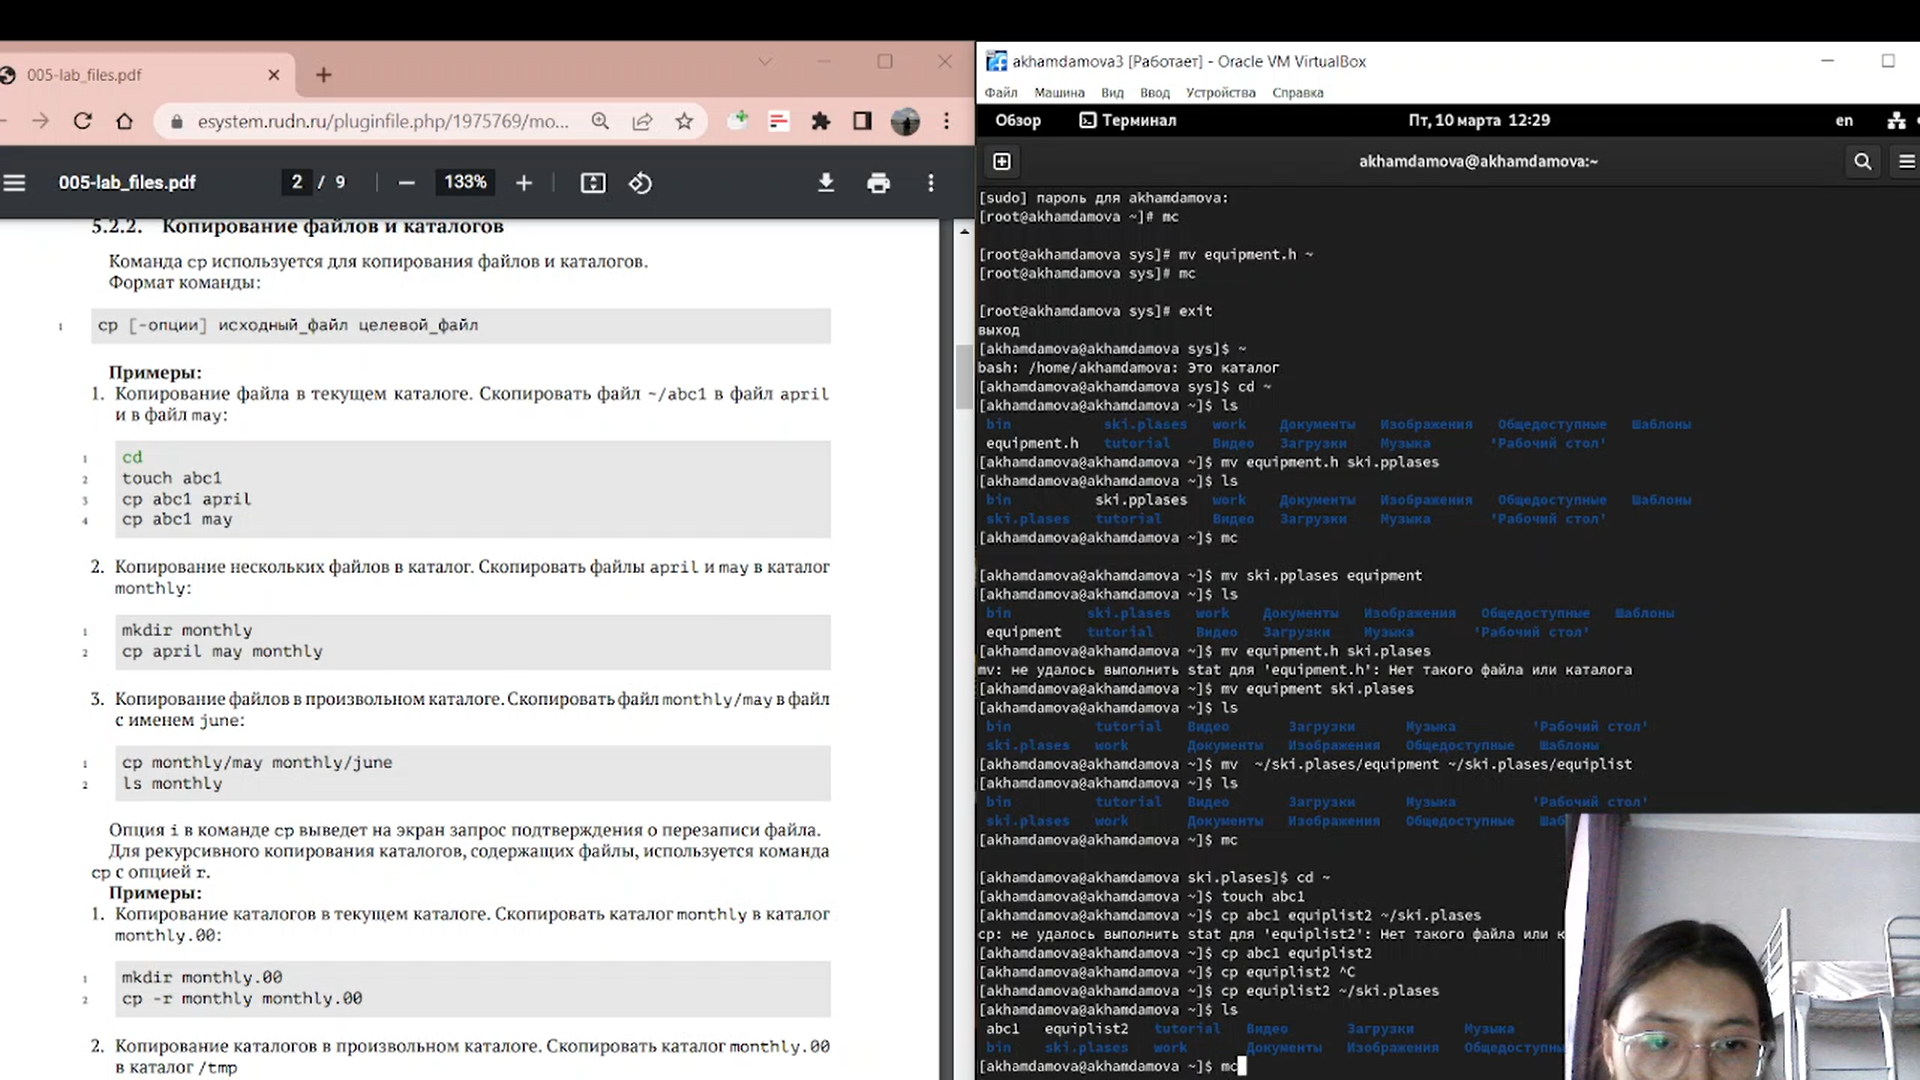 005-lab_files.pdf
esystem.rudn.ru/pluginfile.php/1975769/mo...
005-lab_files.pdf
2 / 9
133%
5.2.2. Копирование файлов и каталогов
Команда cp используется для копирования файлов и каталогов.
Формат команды:
1 cp [-опции] исходный_файл целевой_файл
Примеры:
1. Копирование файла в текущем каталоге. Скопировать файл ~/abc1 в файл april
и в файл may:
1 cd
2 touch abc1
3 cp abc1 april
4 cp abc1 may
2. Копирование нескольких файлов в каталог. Скопировать файлы april и may в каталог
monthly:
1 mkdir monthly
2 cp april may monthly
3. Копирование файлов в произвольном каталоге. Скопировать файл monthly/may в файл
с именем june:
1 cp monthly/may monthly/june
2 ls monthly
Опция i в команде cp выведет на экран запрос подтверждения о перезаписи файла.
Для рекурсивного копирования каталогов, содержащих файлы, используется команда
cp с опцией r.
Примеры:
1. Копирование каталогов в текущем каталоге. Скопировать каталог monthly в каталог
monthly.00:
1 mkdir monthly.00
2 cp -r monthly monthly.00
2. Копирование каталогов в произвольном каталоге. Скопировать каталог monthly.00
в каталог /tmp
akhamdamova3 [Работает] - Oracle VM VirtualBox
Файл Машина Вид Ввод Устройства Справка
Обзор Терминал Пт, 10 марта 12:29 en
akhamdamova@akhamdamova:~
[sudo] пароль для akhamdamova:
[root@akhamdamova ~]# mc
[root@akhamdamova sys]# mv equipment.h ~
[root@akhamdamova sys]# mc
[root@akhamdamova sys]# exit
выход
[akhamdamova@akhamdamova sys]$ ~
bash: /home/akhamdamova: Это каталог
[akhamdamova@akhamdamova sys]$ cd ~
[akhamdamova@akhamdamova ~]$ ls
bin ski.plases work Документы Изображения Общедоступные Шаблоны
equipment.h tutorial Видео Загрузки Музыка 'Рабочий стол'
[akhamdamova@akhamdamova ~]$ mv equipment.h ski.pplases
[akhamdamova@akhamdamova ~]$ ls
bin ski.pplases work Документы Изображения Общедоступные Шаблоны
ski.plases tutorial Видео Загрузки Музыка 'Рабочий стол'
[akhamdamova@akhamdamova ~]$ mc
[akhamdamova@akhamdamova ~]$ mv ski.pplases equipment
[akhamdamova@akhamdamova ~]$ ls
bin ski.plases work Документы Изображения Общедоступные Шаблоны
equipment tutorial Видео Загрузки Музыка 'Рабочий стол'
[akhamdamova@akhamdamova ~]$ mv equipment.h ski.plases
mv: не удалось выполнить stat для 'equipment.h': Нет такого файла или каталога
[akhamdamova@akhamdamova ~]$ mv equipment ski.plases
[akhamdamova@akhamdamova ~]$ ls
bin tutorial Видео Загрузки Музыка 'Рабочий стол'
ski.plases work Документы Изображения Общедоступные Шаблоны
[akhamdamova@akhamdamova ~]$ mv ~/ski.plases/equipment ~/ski.plases/equiplist
[akhamdamova@akhamdamova ~]$ ls
bin tutorial Видео Загрузки Музыка 'Рабочий стол'
ski.plases work Документы Изображения Общедоступные Шаб
[akhamdamova@akhamdamova ~]$ mc
[akhamdamova@akhamdamova ski.plases]$ cd ~
[akhamdamova@akhamdamova ~]$ touch abc1
[akhamdamova@akhamdamova ~]$ cp abc1 equiplist2 ~/ski.plases
cp: не удалось выполнить stat для 'equiplist2': Нет такого файла или к
[akhamdamova@akhamdamova ~]$ cp abc1 equiplist2
[akhamdamova@akhamdamova ~]$ cp equiplist2 ^C
[akhamdamova@akhamdamova ~]$ cp equiplist2 ~/ski.plases
[akhamdamova@akhamdamova ~]$ ls
abc1 equiplist2 tutorial Видео Загрузки Музыка
bin ski.plases work Документы Изображения Общедоступны
[akhamdamova@akhamdamova ~]$ mc